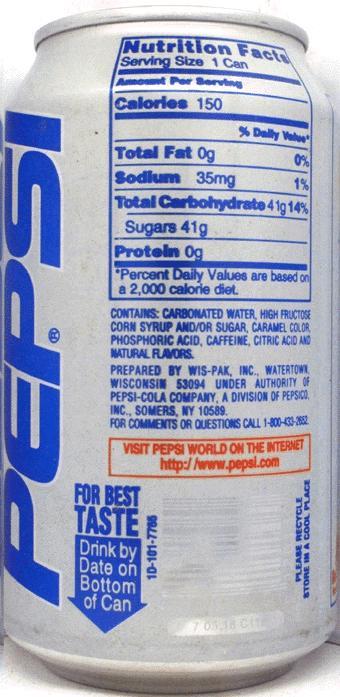 PEPSI®
Nutrition Facts
Serving Size 1 Can
Amount Per Serving
Calories 150
% Daily Value*
Total Fat 0g 0%
Sodium 35mg 1%
Total Carbohydrate 41g 14%
Sugars 41g
Protein 0g
*Percent Daily Values are based on
a 2,000 calorie diet.
CONTAINS: CARBONATED WATER, HIGH FRUCTOSE
CORN SYRUP AND/OR SUGAR, CARAMEL COLOR,
PHOSPHORIC ACID, CAFFEINE, CITRIC ACID AND
NATURAL FLAVORS.
PREPARED BY WIS-PAK, INC., WATERTOWN,
WISCONSIN 53094 UNDER AUTHORITY OF
PEPSI-COLA COMPANY, A DIVISION OF PEPSICO,
INC., SOMERS, NY 10589.
FOR COMMENTS OR QUESTIONS CALL 1-800-433-2652.
VISIT PEPSI WORLD ON THE INTERNET
http://www.pepsi.com
FOR BEST
TASTE
Drink by
Date on
Bottom
of Can
10-101-7765
PLEASE RECYCLE
STORE IN A COOL PLACE